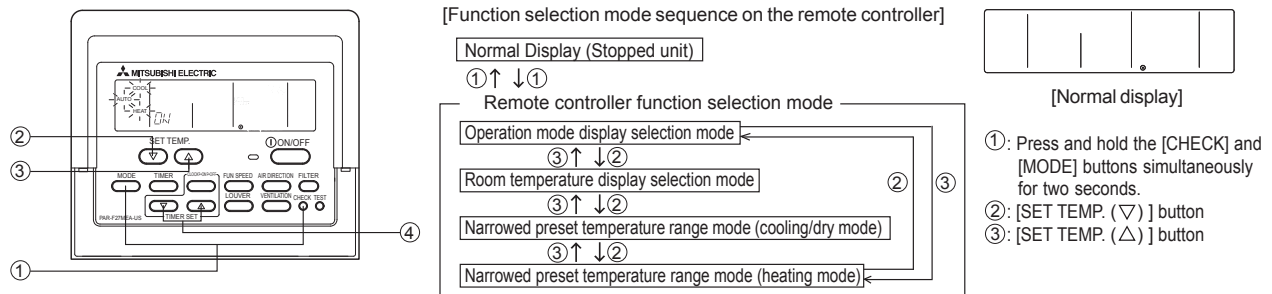 [Function selection mode sequence on the remote controller]
Normal Display (Stopped unit)
①↑ ↓①
Remote controller function selection mode
Operation mode display selection mode
③↑ ↓②
Room temperature display selection mode
③↑ ↓②
Narrowed preset temperature range mode (cooling/dry mode)
③↑ ↓②
Narrowed preset temperature range mode (heating mode)
②
③
MITSUBISHI ELECTRIC
COOL
AUTO
HEAT
ON
SET TEMP.
ON/OFF
MODE
TIMER
CLOCK-ON-OFF
FUN SPEED
AIR DIRECTION
FILTER
LOUVER
VENTILATION
CHECK
TEST
TIMER SET
PAR-F27MEA-US
②
③
④
①
[Normal display]
①: Press and hold the [CHECK] and
[MODE] buttons simultaneously
for two seconds.
②: [SET TEMP. (▽) ] button
③: [SET TEMP. (△) ] button